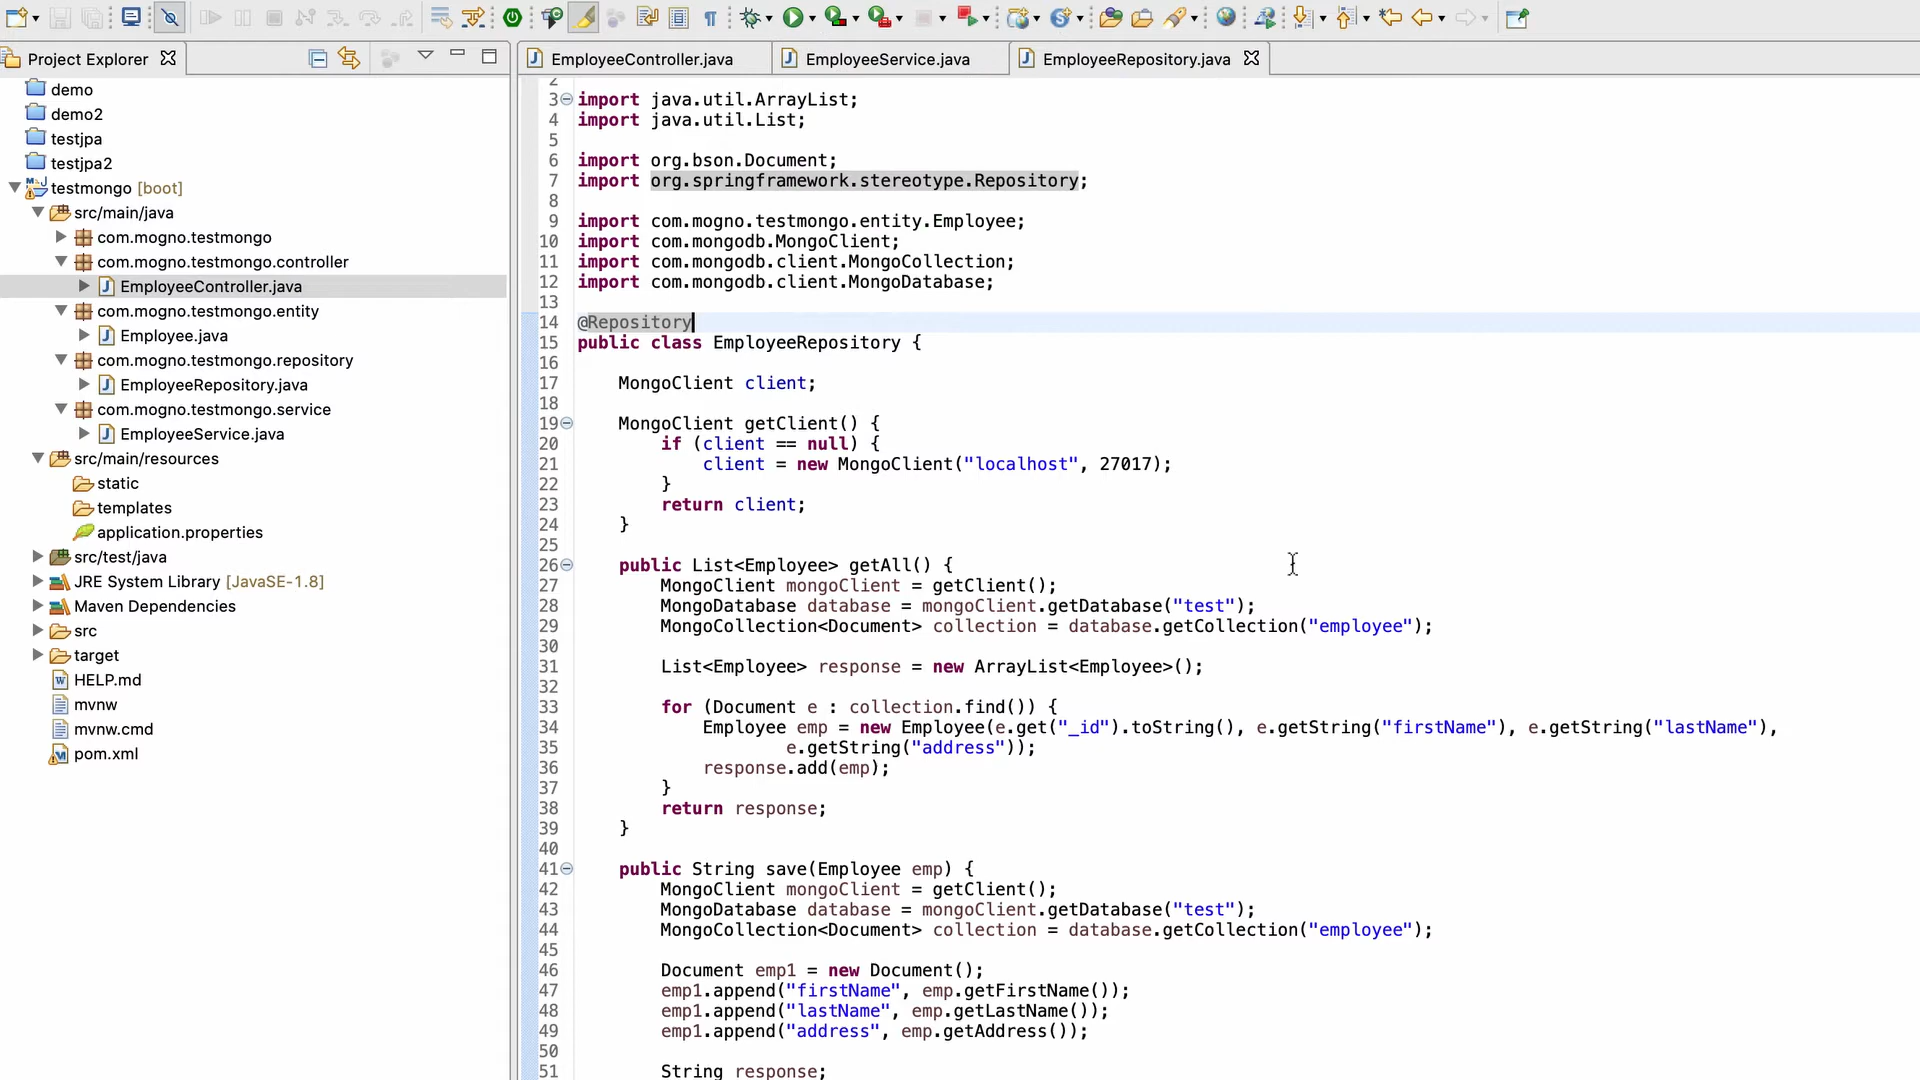 Project Explorer
demo
demo2
testjpa
testjpa2
testmongo [boot]
src/main/java
com.mogno.testmongo
com.mogno.testmongo.controller
EmployeeController.java
com.mogno.testmongo.entity
Employee.java
com.mogno.testmongo.repository
EmployeeRepository.java
com.mogno.testmongo.service
EmployeeService.java
src/main/resources
static
templates
application.properties
src/test/java
JRE System Library [JavaSE-1.8]
Maven Dependencies
src
target
HELP.md
mvnw
mvnw.cmd
pom.xml
EmployeeController.java EmployeeService.java EmployeeRepository.java
2
3 import java.util.ArrayList;
4 import java.util.List;
5
6 import org.bson.Document;
7 import org.springframework.stereotype.Repository;
8
9 import com.mogno.testmongo.entity.Employee;
10 import com.mongodb.MongoClient;
11 import com.mongodb.client.MongoCollection;
12 import com.mongodb.client.MongoDatabase;
13
14 @Repository
15 public class EmployeeRepository {
16
17 MongoClient client;
18
19 MongoClient getClient() {
20 if (client == null) {
21 client = new MongoClient("localhost", 27017);
22 }
23 return client;
24 }
25
26 public List<Employee> getAll() {
27 MongoClient mongoClient = getClient();
28 MongoDatabase database = mongoClient.getDatabase("test");
29 MongoCollection<Document> collection = database.getCollection("employee");
30
31 List<Employee> response = new ArrayList<Employee>();
32
33 for (Document e : collection.find()) {
34 Employee emp = new Employee(e.get("_id").toString(), e.getString("firstName"), e.getString("lastName"),
35 e.getString("address"));
36 response.add(emp);
37 }
38 return response;
39 }
40
41 public String save(Employee emp) {
42 MongoClient mongoClient = getClient();
43 MongoDatabase database = mongoClient.getDatabase("test");
44 MongoCollection<Document> collection = database.getCollection("employee");
45
46 Document emp1 = new Document();
47 emp1.append("firstName", emp.getFirstName());
48 emp1.append("lastName", emp.getLastName());
49 emp1.append("address", emp.getAddress());
50
51 String response;